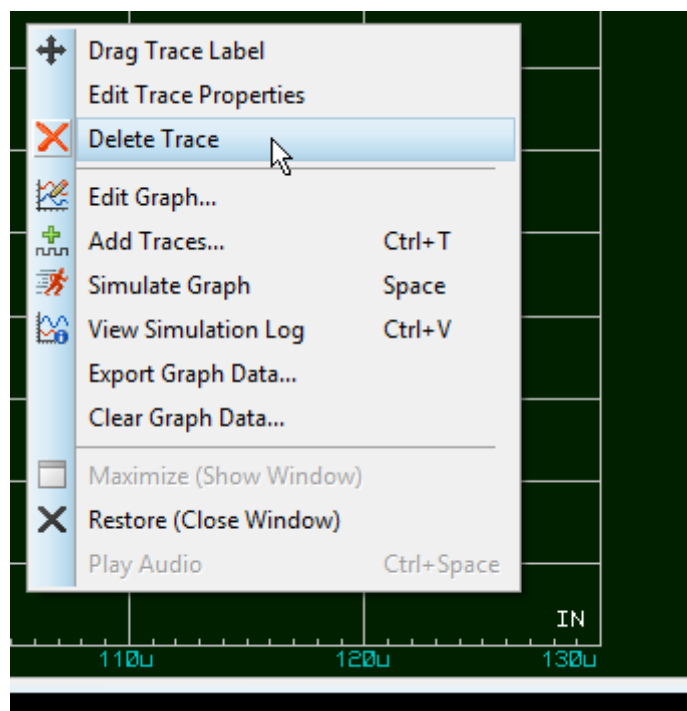 Drag Trace Label
Edit Trace Properties
Delete Trace
Edit Graph...
Add Traces... Ctrl+T
Simulate Graph Space
View Simulation Log Ctrl+V
Export Graph Data...
Clear Graph Data...
Maximize (Show Window)
Restore (Close Window)
Play Audio Ctrl+Space
IN
110u 120u 130u